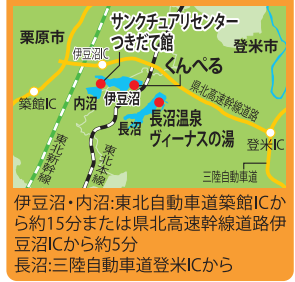 サンクチュアリセンター
つきだて館
栗原市
登米市
伊豆沼IC
くんぺる
伊豆沼
県北高速幹線道路
築館IC
内沼
長沼
長沼温泉
ヴィーナスの湯
登米IC
東北新幹線
東北自動車道
東北本線
三陸自動車道
伊豆沼・内沼:東北自動車道築館ICか
ら約15分または県北高速幹線道路伊
豆沼ICから約5分
長沼:三陸自動車道登米ICから